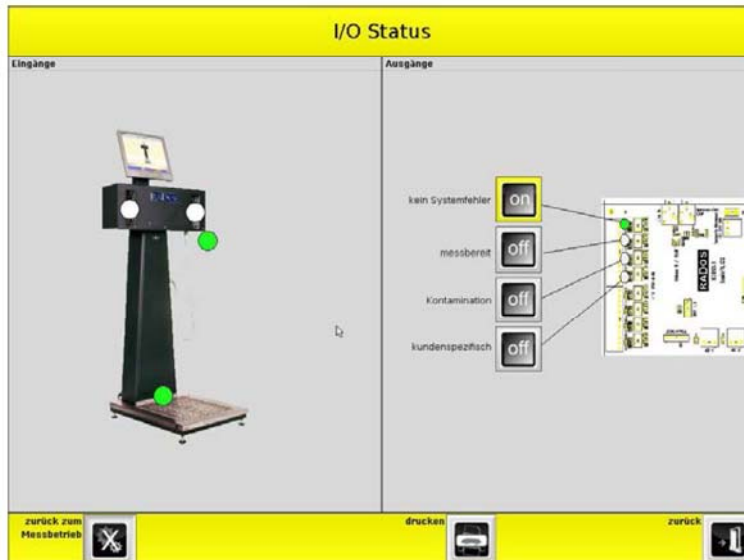 I/O Status
Eingänge
Ausgänge
kein Systemfehler
on
messbereit
off
Kontamination
off
kundenspezifisch
off
RADOS
zurück zum
Messbetrieb
drucken
zurück